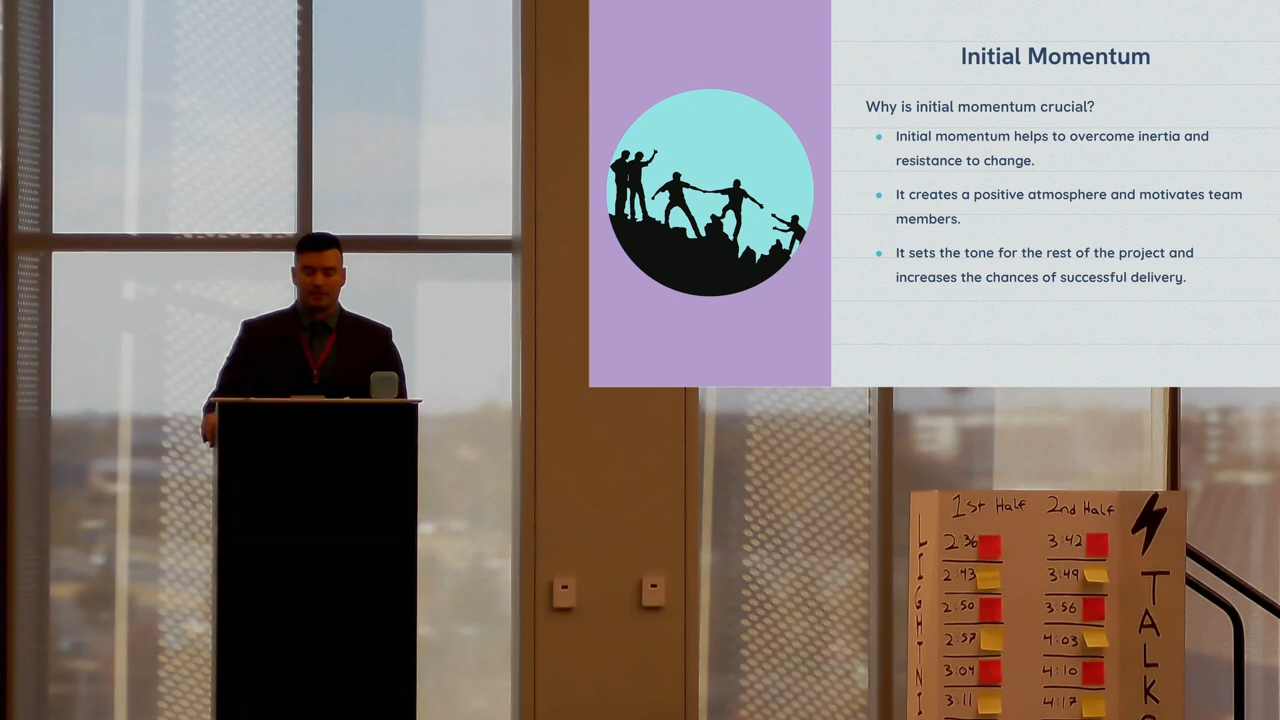 Initial Momentum
Why is initial momentum crucial?
Initial momentum helps to overcome inertia and
resistance to change.
It creates a positive atmosphere and motivates team
members.
It sets the tone for the rest of the project and
increases the chances of successful delivery.
1st Half 2nd Half
2:36 3:42
2:43 3:49
2:50 3:56
2:57 4:03
3:04 4:10
3:11 4:17
LIGHTNI
TALKS